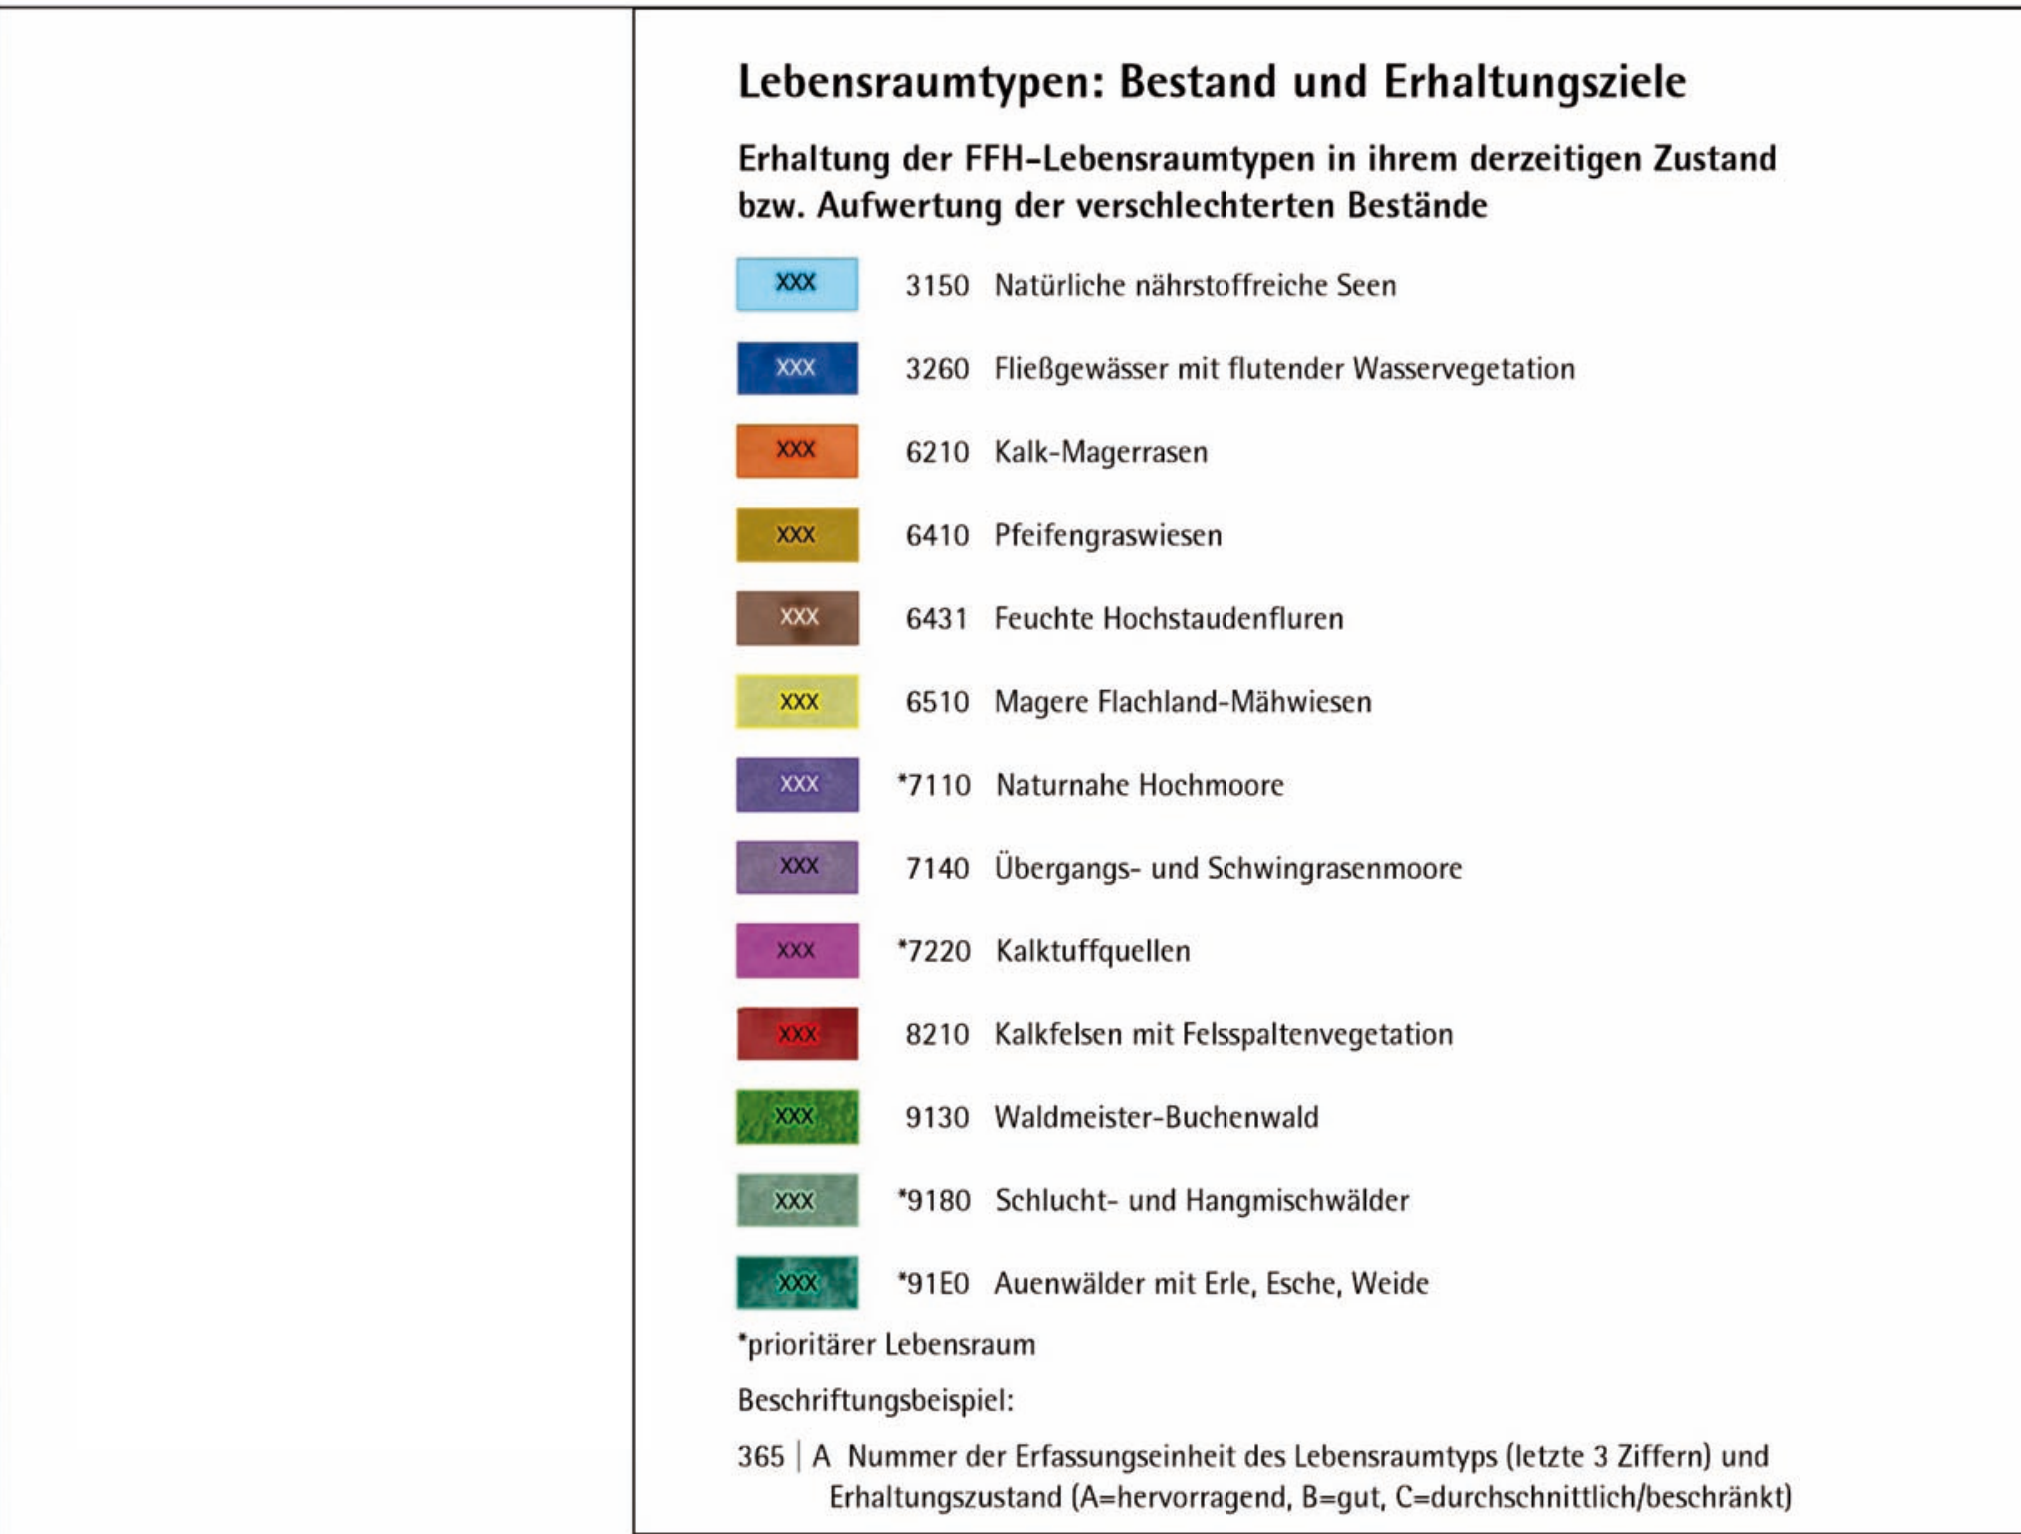 Lebensraumtypen: Bestand und Erhaltungsziele
Erhaltung der FFH-Lebensraumtypen in ihrem derzeitigen Zustand
bzw. Aufwertung der verschlechterten Bestände
XXX 3150 Natürliche nährstoffreiche Seen
XXX 3260 Fließgewässer mit flutender Wasservegetation
XXX 6210 Kalk-Magerrasen
XXX 6410 Pfeifengraswiesen
XXX 6431 Feuchte Hochstaudenfluren
XXX 6510 Magere Flachland-Mähwiesen
XXX *7110 Naturnahe Hochmoore
XXX 7140 Übergangs- und Schwingrasenmoore
XXX *7220 Kalktuffquellen
XXX 8210 Kalkfelsen mit Felsspaltenvegetation
XXX 9130 Waldmeister-Buchenwald
XXX *9180 Schlucht- und Hangmischwälder
XXX *91E0 Auenwälder mit Erle, Esche, Weide
*prioritärer Lebensraum
Beschriftungsbeispiel:
365 | A Nummer der Erfassungseinheit des Lebensraumtyps (letzte 3 Ziffern) und
Erhaltungszustand (A=hervorragend, B=gut, C=durchschnittlich/beschränkt)